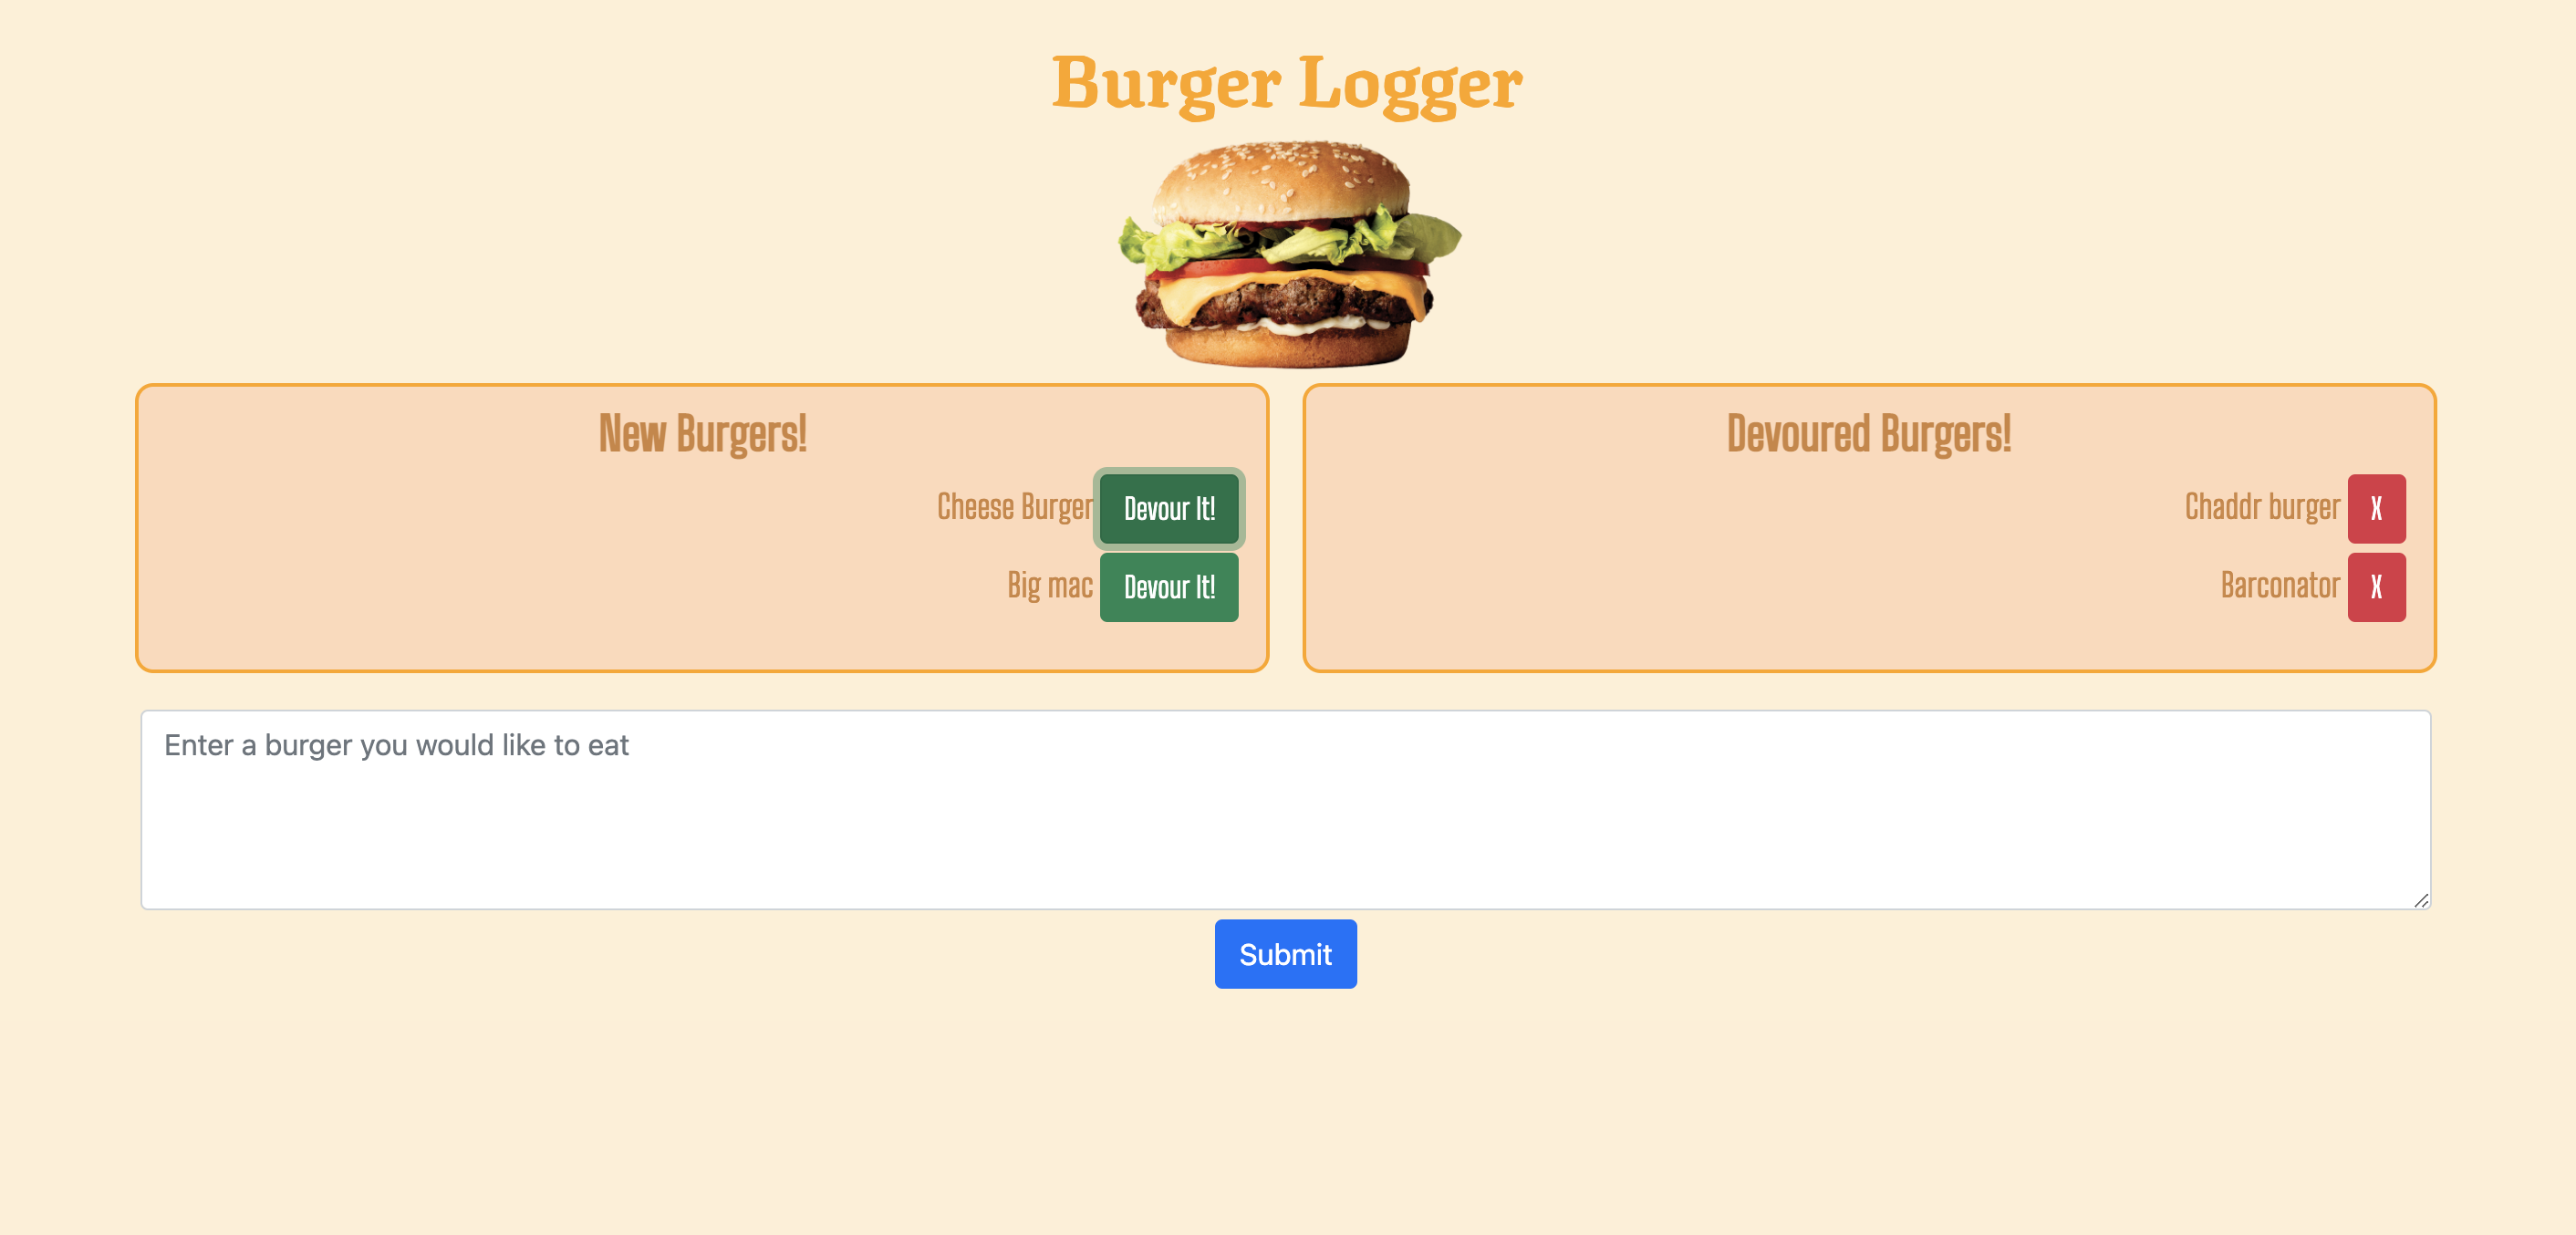 Burger Logger
New Burgers!
Cheese Burger Devour It!
Big mac Devour It!
Devoured Burgers!
Chaddr burger X
Barconator X
Enter a burger you would like to eat
Submit